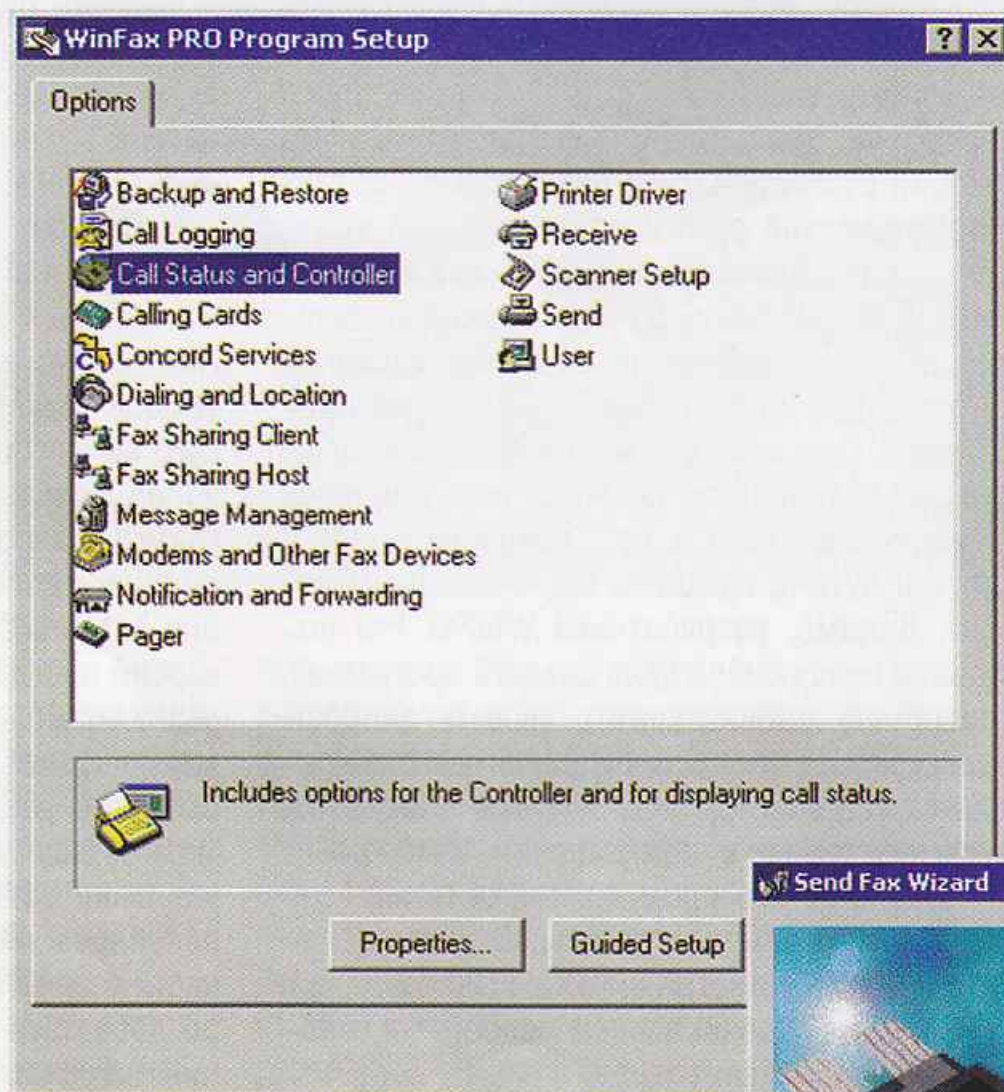 WinFax PRO Program Setup
Options
Backup and Restore
Call Logging
Call Status and Controller
Calling Cards
Concord Services
Dialing and Location
Fax Sharing Client
Fax Sharing Host
Message Management
Modems and Other Fax Devices
Notification and Forwarding
Pager
Printer Driver
Receive
Scanner Setup
Send
User
Includes options for the Controller and for displaying call status.
Properties...
Guided Setup
Send Fax Wizard